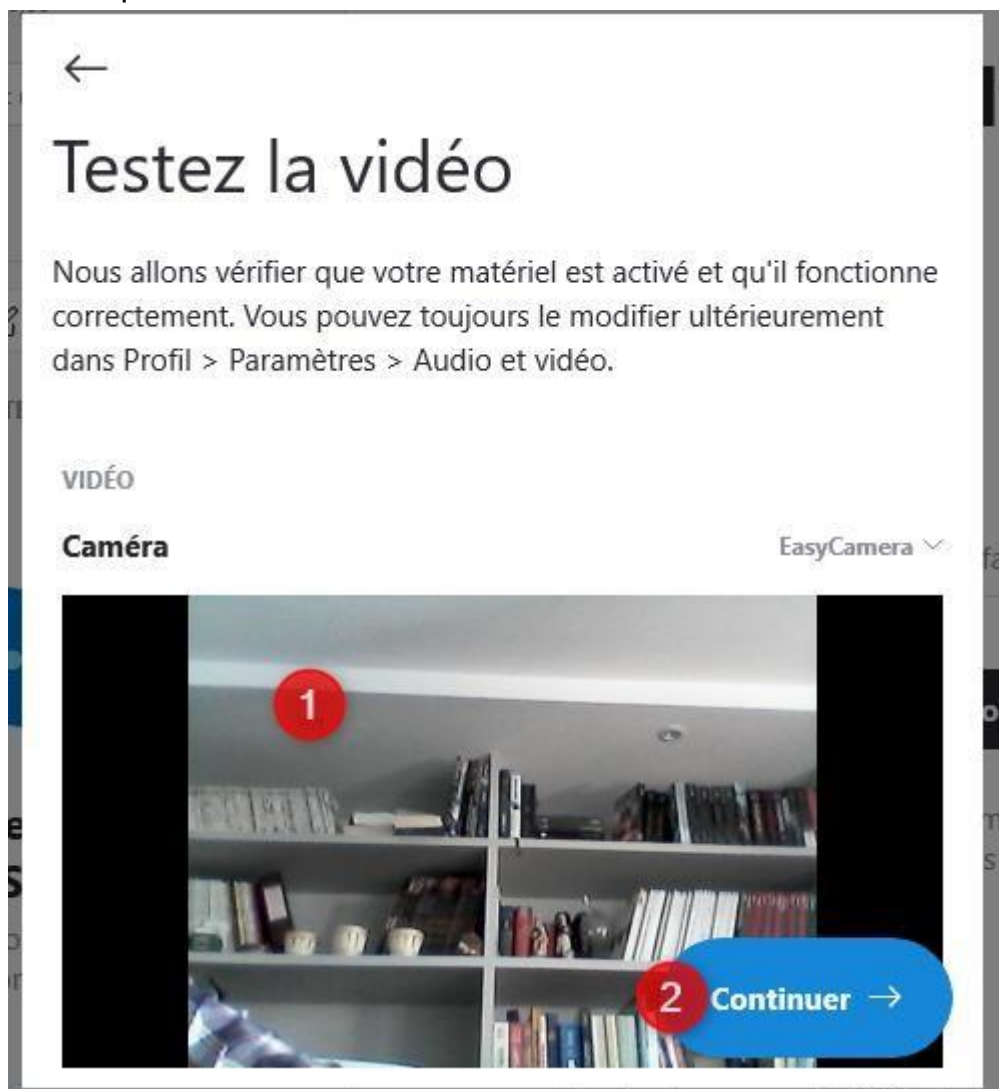 ←
Testez la vidéo
Nous allons vérifier que votre matériel est activé et qu'il fonctionne
correctement. Vous pouvez toujours le modifier ultérieurement
dans Profil > Paramètres > Audio et vidéo.
VIDÉO
Caméra EasyCamera
1
2 Continuer →